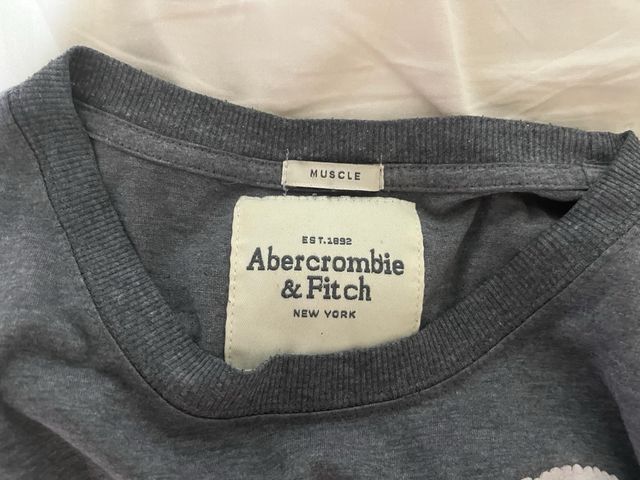 MUSCLE
EST.1892
Abercrombie
& Fitch
NEW YORK